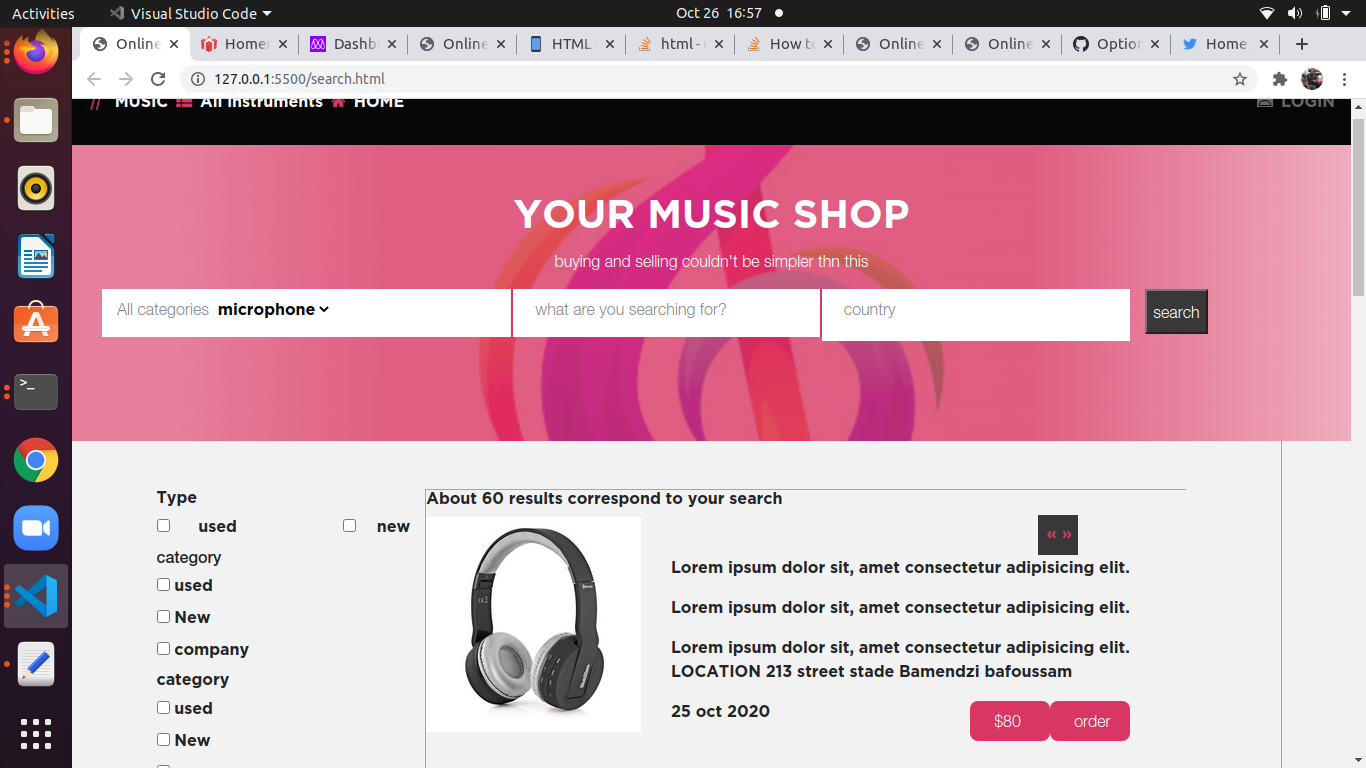 Activities Visual Studio Code Oct 26 16:57
Online Homer Dashb Online HTML html - How to Online Online Option Home
127.0.0.1:5500/search.html
// MUSIC All instruments HOME LOGIN
YOUR MUSIC SHOP
buying and selling couldn't be simpler thn this
All categories microphone what are you searching for? country search
Type
used new
category
used
New
company
category
used
New
About 60 results correspond to your search
« »
Lorem ipsum dolor sit, amet consectetur adipisicing elit.
Lorem ipsum dolor sit, amet consectetur adipisicing elit.
Lorem ipsum dolor sit, amet consectetur adipisicing elit.
LOCATION 213 street stade Bamendzi bafoussam
25 oct 2020 $80 order